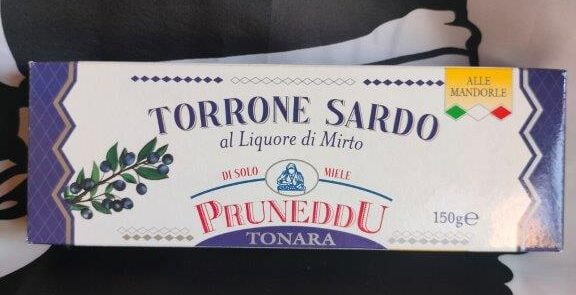 ALLE
MANDORLE
TORRONE SARDO
al Liquore di Mirto
DI SOLO MIELE
PRUNEDDU
TONARA
150g℮